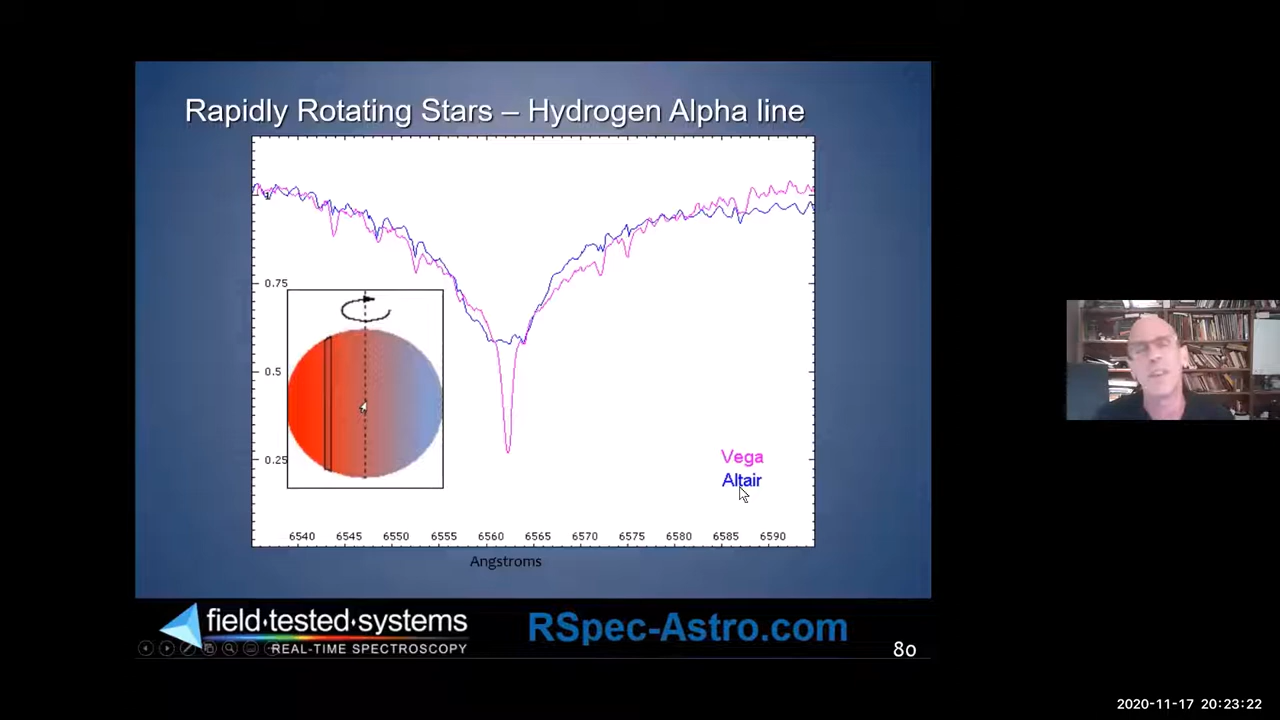 Rapidly Rotating Stars – Hydrogen Alpha line
1
0.75
0.5
0.25
Vega
Altair
6540 6545 6550 6555 6560 6565 6570 6575 6580 6585 6590
Angstroms
field·tested·systems
REAL-TIME SPECTROSCOPY
RSpec-Astro.com
80
2020-11-17 20:23:22